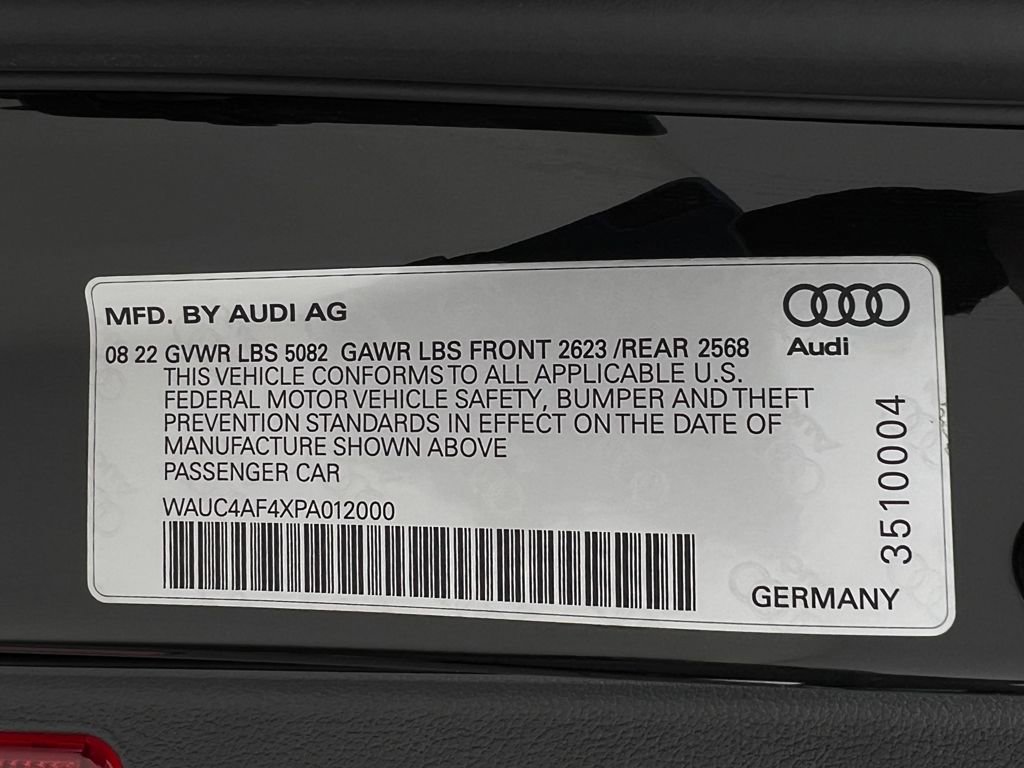 MFD. BY AUDI AG
Audi
08 22 GVWR LBS 5082 GAWR LBS FRONT 2623 /REAR 2568
THIS VEHICLE CONFORMS TO ALL APPLICABLE U.S.
FEDERAL MOTOR VEHICLE SAFETY, BUMPER AND THEFT
PREVENTION STANDARDS IN EFFECT ON THE DATE OF
MANUFACTURE SHOWN ABOVE
PASSENGER CAR
WAUC4AF4XPA012000
3510004
GERMANY